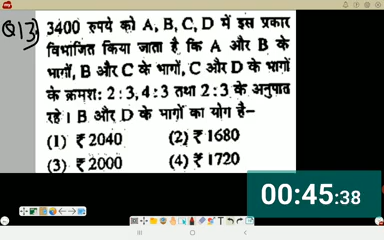 Q13)
3400 रुपये को A, B, C, D में इस प्रकार
विभाजित किया जाता है कि A और B के
भागों, B और C के भागों, C और D के भागों
के क्रमश: 2 : 3, 4 : 3 तथा 2 : 3 के अनुपात
रहे। B और D के भागों का योग है–
(1) ₹ 2040 (2) ₹ 1680
(3) ₹ 2000 (4) ₹ 1720
00:45:38